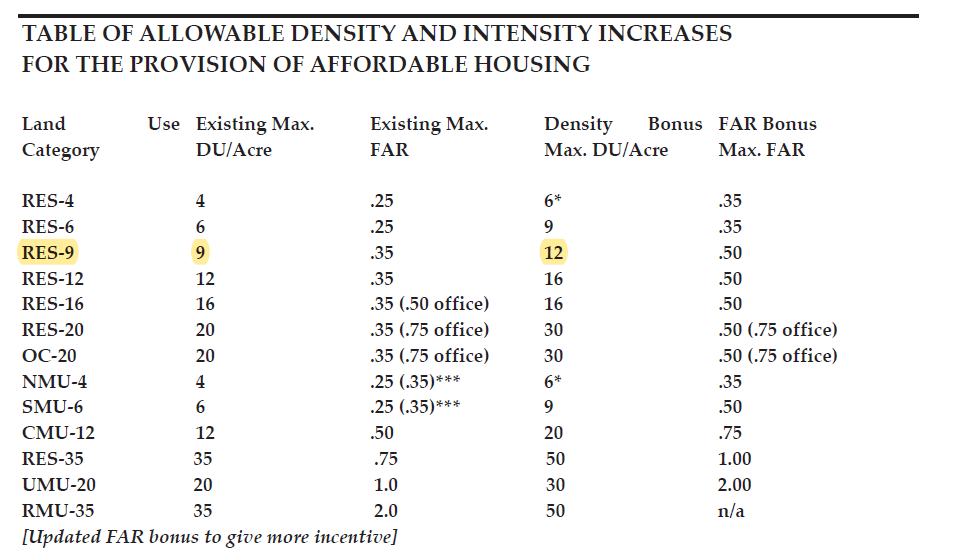 TABLE OF ALLOWABLE DENSITY AND INTENSITY INCREASES
FOR THE PROVISION OF AFFORDABLE HOUSING
Land Use Existing Max. Existing Max. Density Bonus FAR Bonus
Category DU/Acre FAR Max. DU/Acre Max. FAR
RES-4 4 .25 6* .35
RES-6 6 .25 9 .35
RES-9 9 .35 12 .50
RES-12 12 .35 16 .50
RES-16 16 .35 (.50 office) 16 .50
RES-20 20 .35 (.75 office) 30 .50 (.75 office)
OC-20 20 .35 (.75 office) 30 .50 (.75 office)
NMU-4 4 .25 (.35)*** 6* .35
SMU-6 6 .25 (.35)*** 9 .50
CMU-12 12 .50 20 .75
RES-35 35 .75 50 1.00
UMU-20 20 1.0 30 2.00
RMU-35 35 2.0 50 n/a
[Updated FAR bonus to give more incentive]